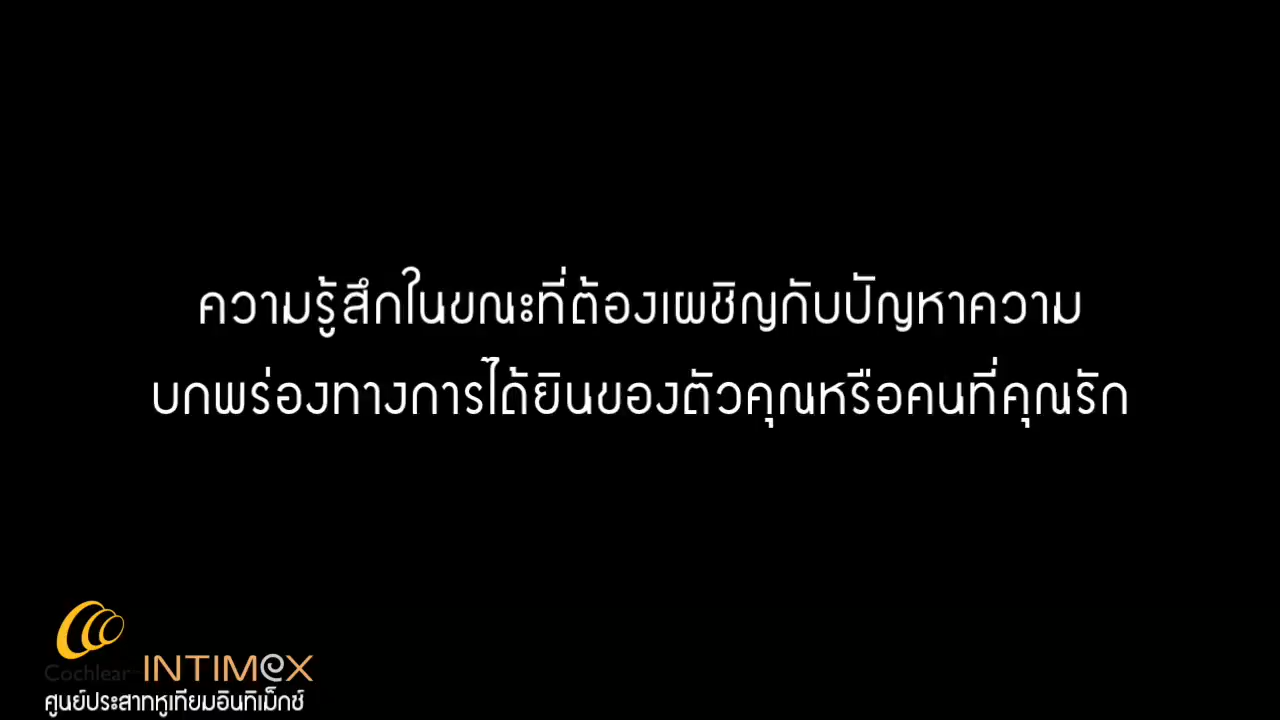 ความรู้สึกในขณะที่ต้องเผชิญกับปัญหาความ
บกพร่องทางการได้ยินของตัวคุณหรือคนที่คุณรัก
Cochlear INTIMEX
ศูนย์ประสาทหูเทียมอินทิเม็กซ์